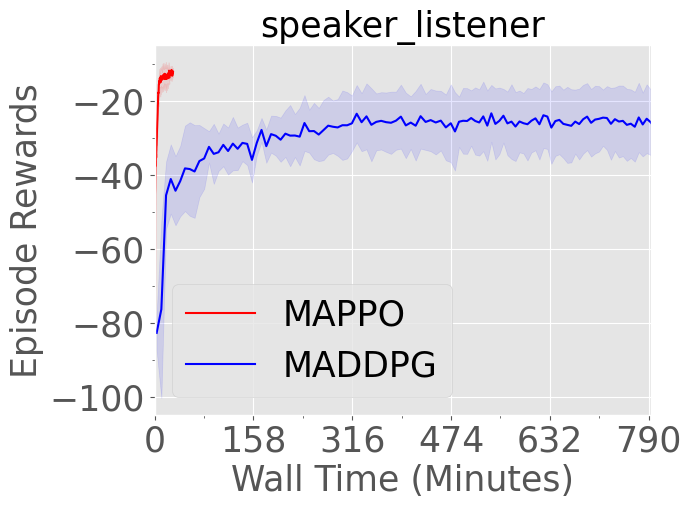 speaker_listener
Episode Rewards
−20
−40
−60
−80
−100
MAPPO
MADDPG
0 158 316 474 632 790
Wall Time (Minutes)